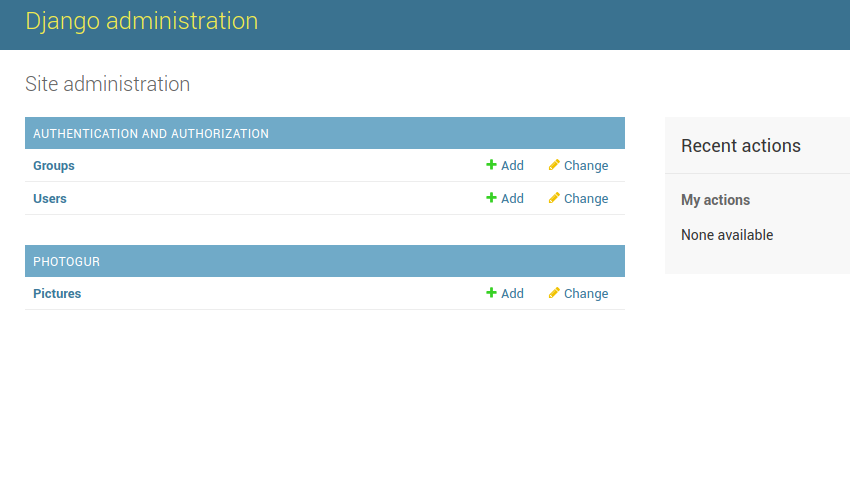 Django administration
Site administration
AUTHENTICATION AND AUTHORIZATION
Groups Add Change
Users Add Change
PHOTOGUR
Pictures Add Change
Recent actions
My actions
None available